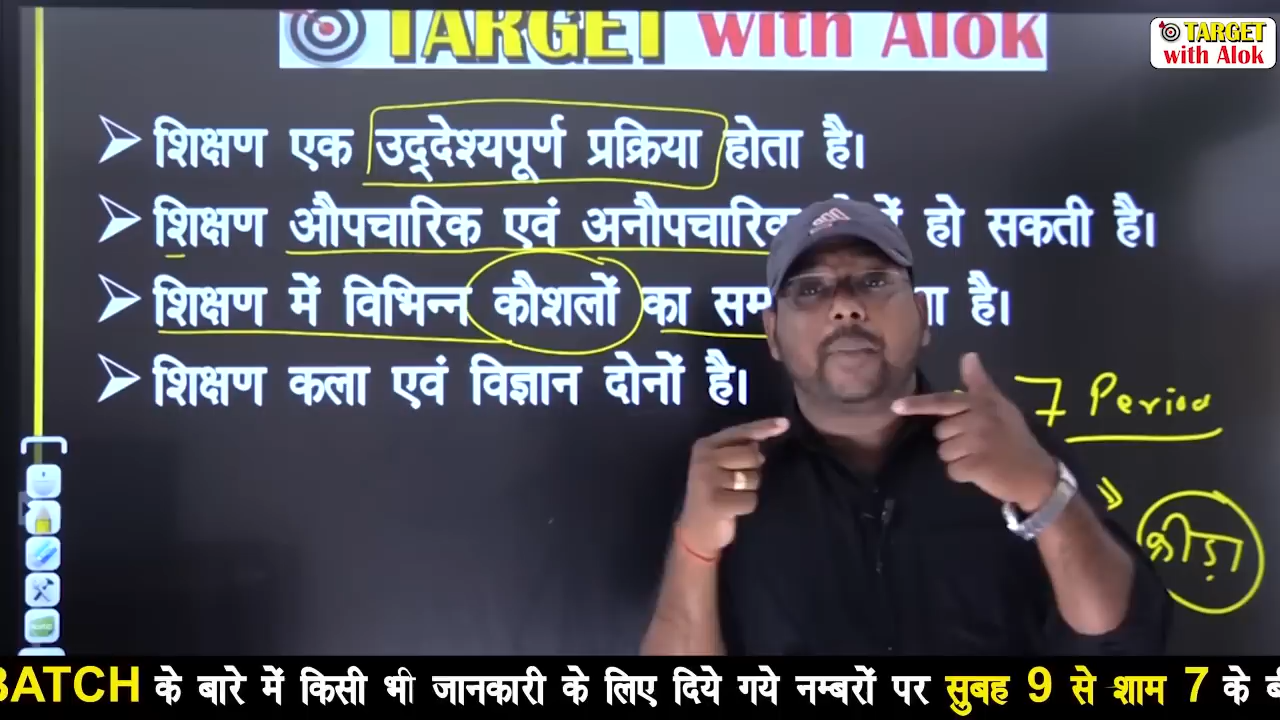 TARGET with Alok
TARGET
with Alok
शिक्षण एक उद्देश्यपूर्ण प्रक्रिया होता है।
शिक्षण औपचारिक एवं अनौपचारिक हो सकती है।
शिक्षण में विभिन्न कौशलों का है।
शिक्षण कला एवं विज्ञान दोनों है।
7 Period
क्रीड़ा
BATCH के बारे में किसी भी जानकारी के लिए दिये गये नम्बरों पर सुबह 9 से शाम 7 के